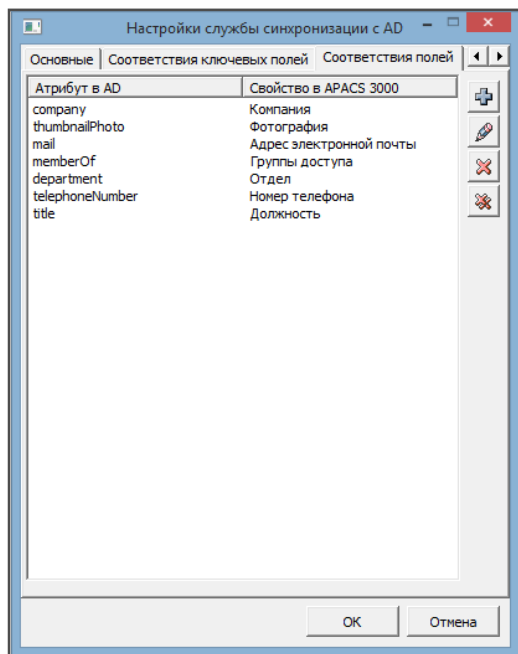 Настройки службы синхронизации с AD
Основные Соответствия ключевых полей Соответствия полей
Атрибут в AD Свойство в APACS 3000
company Компания
thumbnailPhoto Фотография
mail Адрес электронной почты
memberOf Группы доступа
department Отдел
telephoneNumber Номер телефона
title Должность
OK Отмена